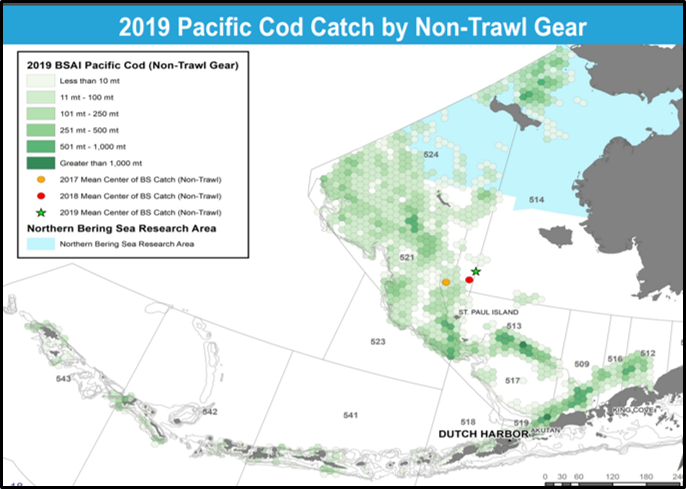 2019 Pacific Cod Catch by Non-Trawl Gear
2019 BSAI Pacific Cod (Non-Trawl Gear)
Less than 10 mt
11 mt - 100 mt
101 mt - 250 mt
251 mt - 500 mt
501 mt - 1,000 mt
Greater than 1,000 mt
2017 Mean Center of BS Catch (Non-Trawl)
2018 Mean Center of BS Catch (Non-Trawl)
2019 Mean Center of BS Catch (Non-Trawl)
Northern Bering Sea Research Area
Northern Bering Sea Research Area
524
514
521
ST. PAUL ISLAND
513
523
512
516
509
517
543
542
541
518
519
KING COVE
AKUTAN
DUTCH HARBOR
0 30 60 120 180